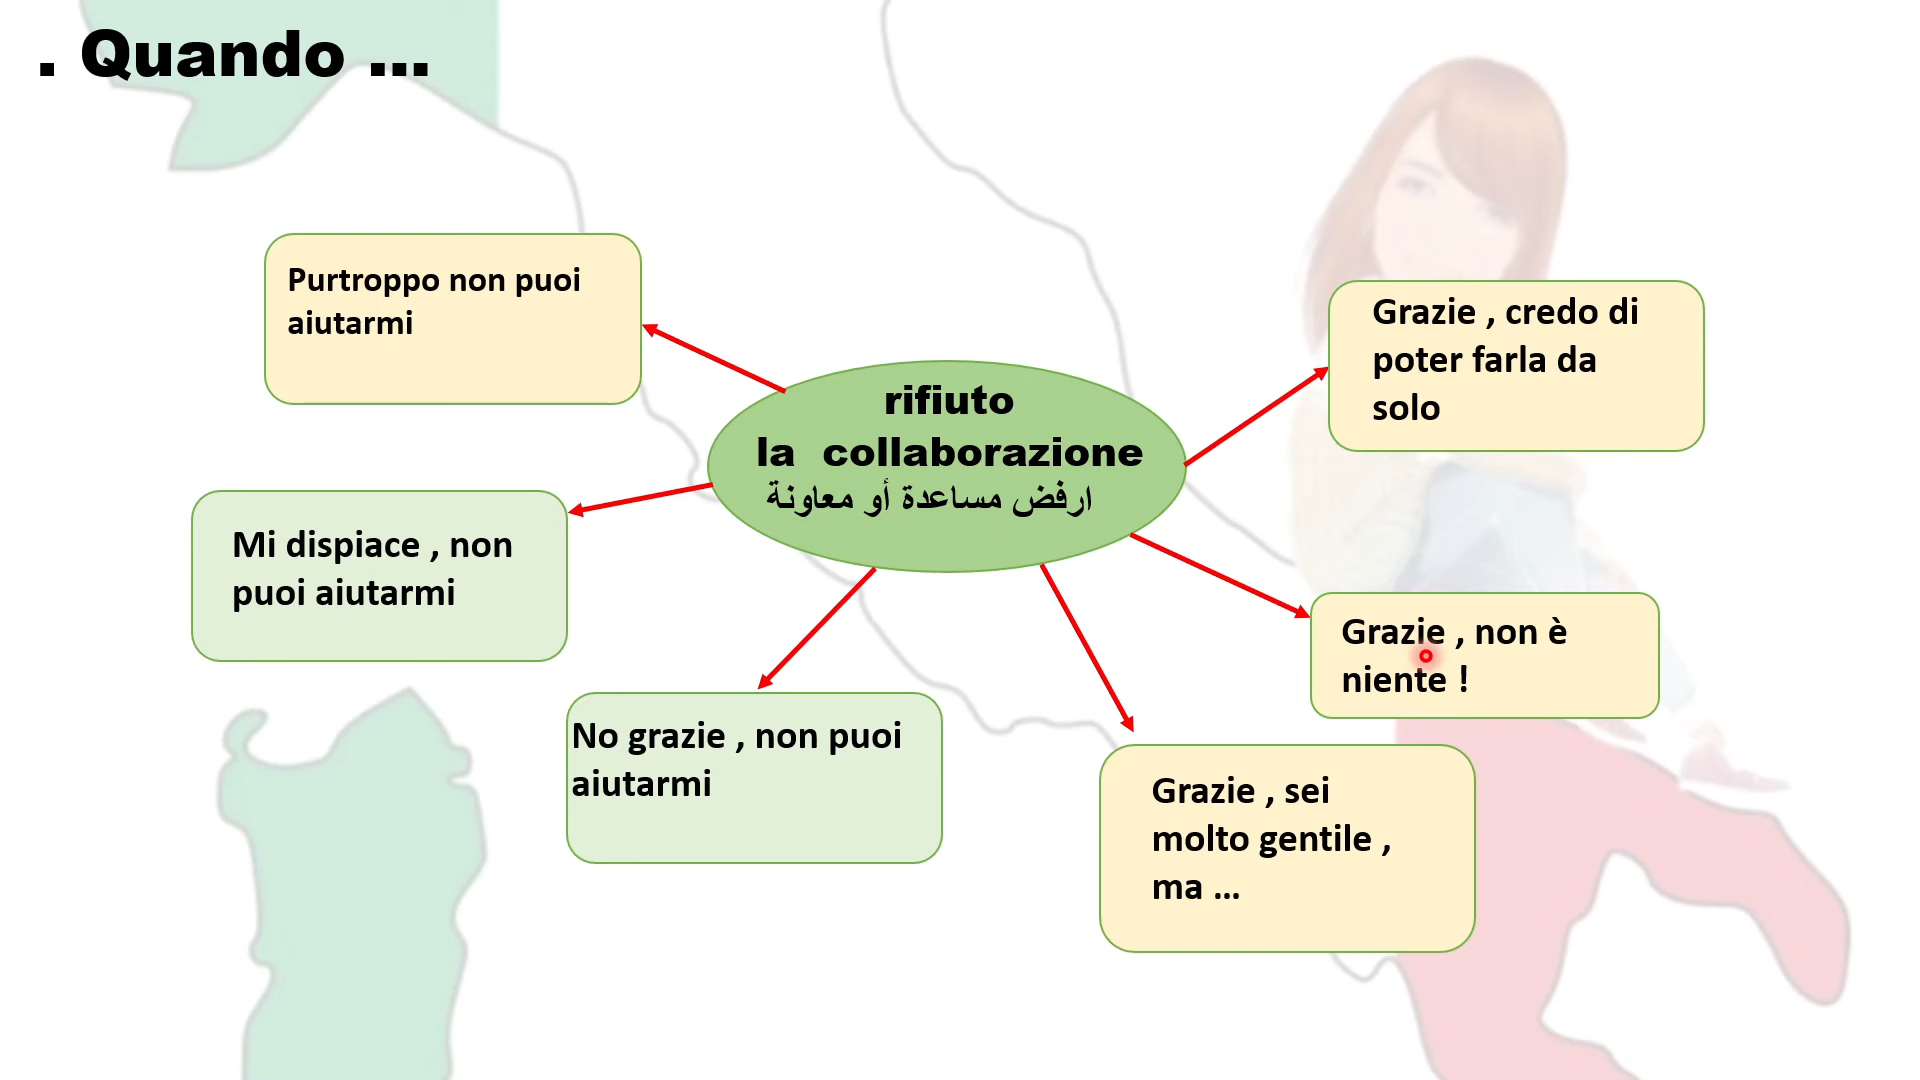 . Quando ...
Purtroppo non puoi
aiutarmi
Grazie , credo di
poter farla da
solo
rifiuto
la collaborazione
ارفض مساعدة أو معاونة
Mi dispiace , non
puoi aiutarmi
Grazie , non è
niente !
No grazie , non puoi
aiutarmi
Grazie , sei
molto gentile ,
ma ...